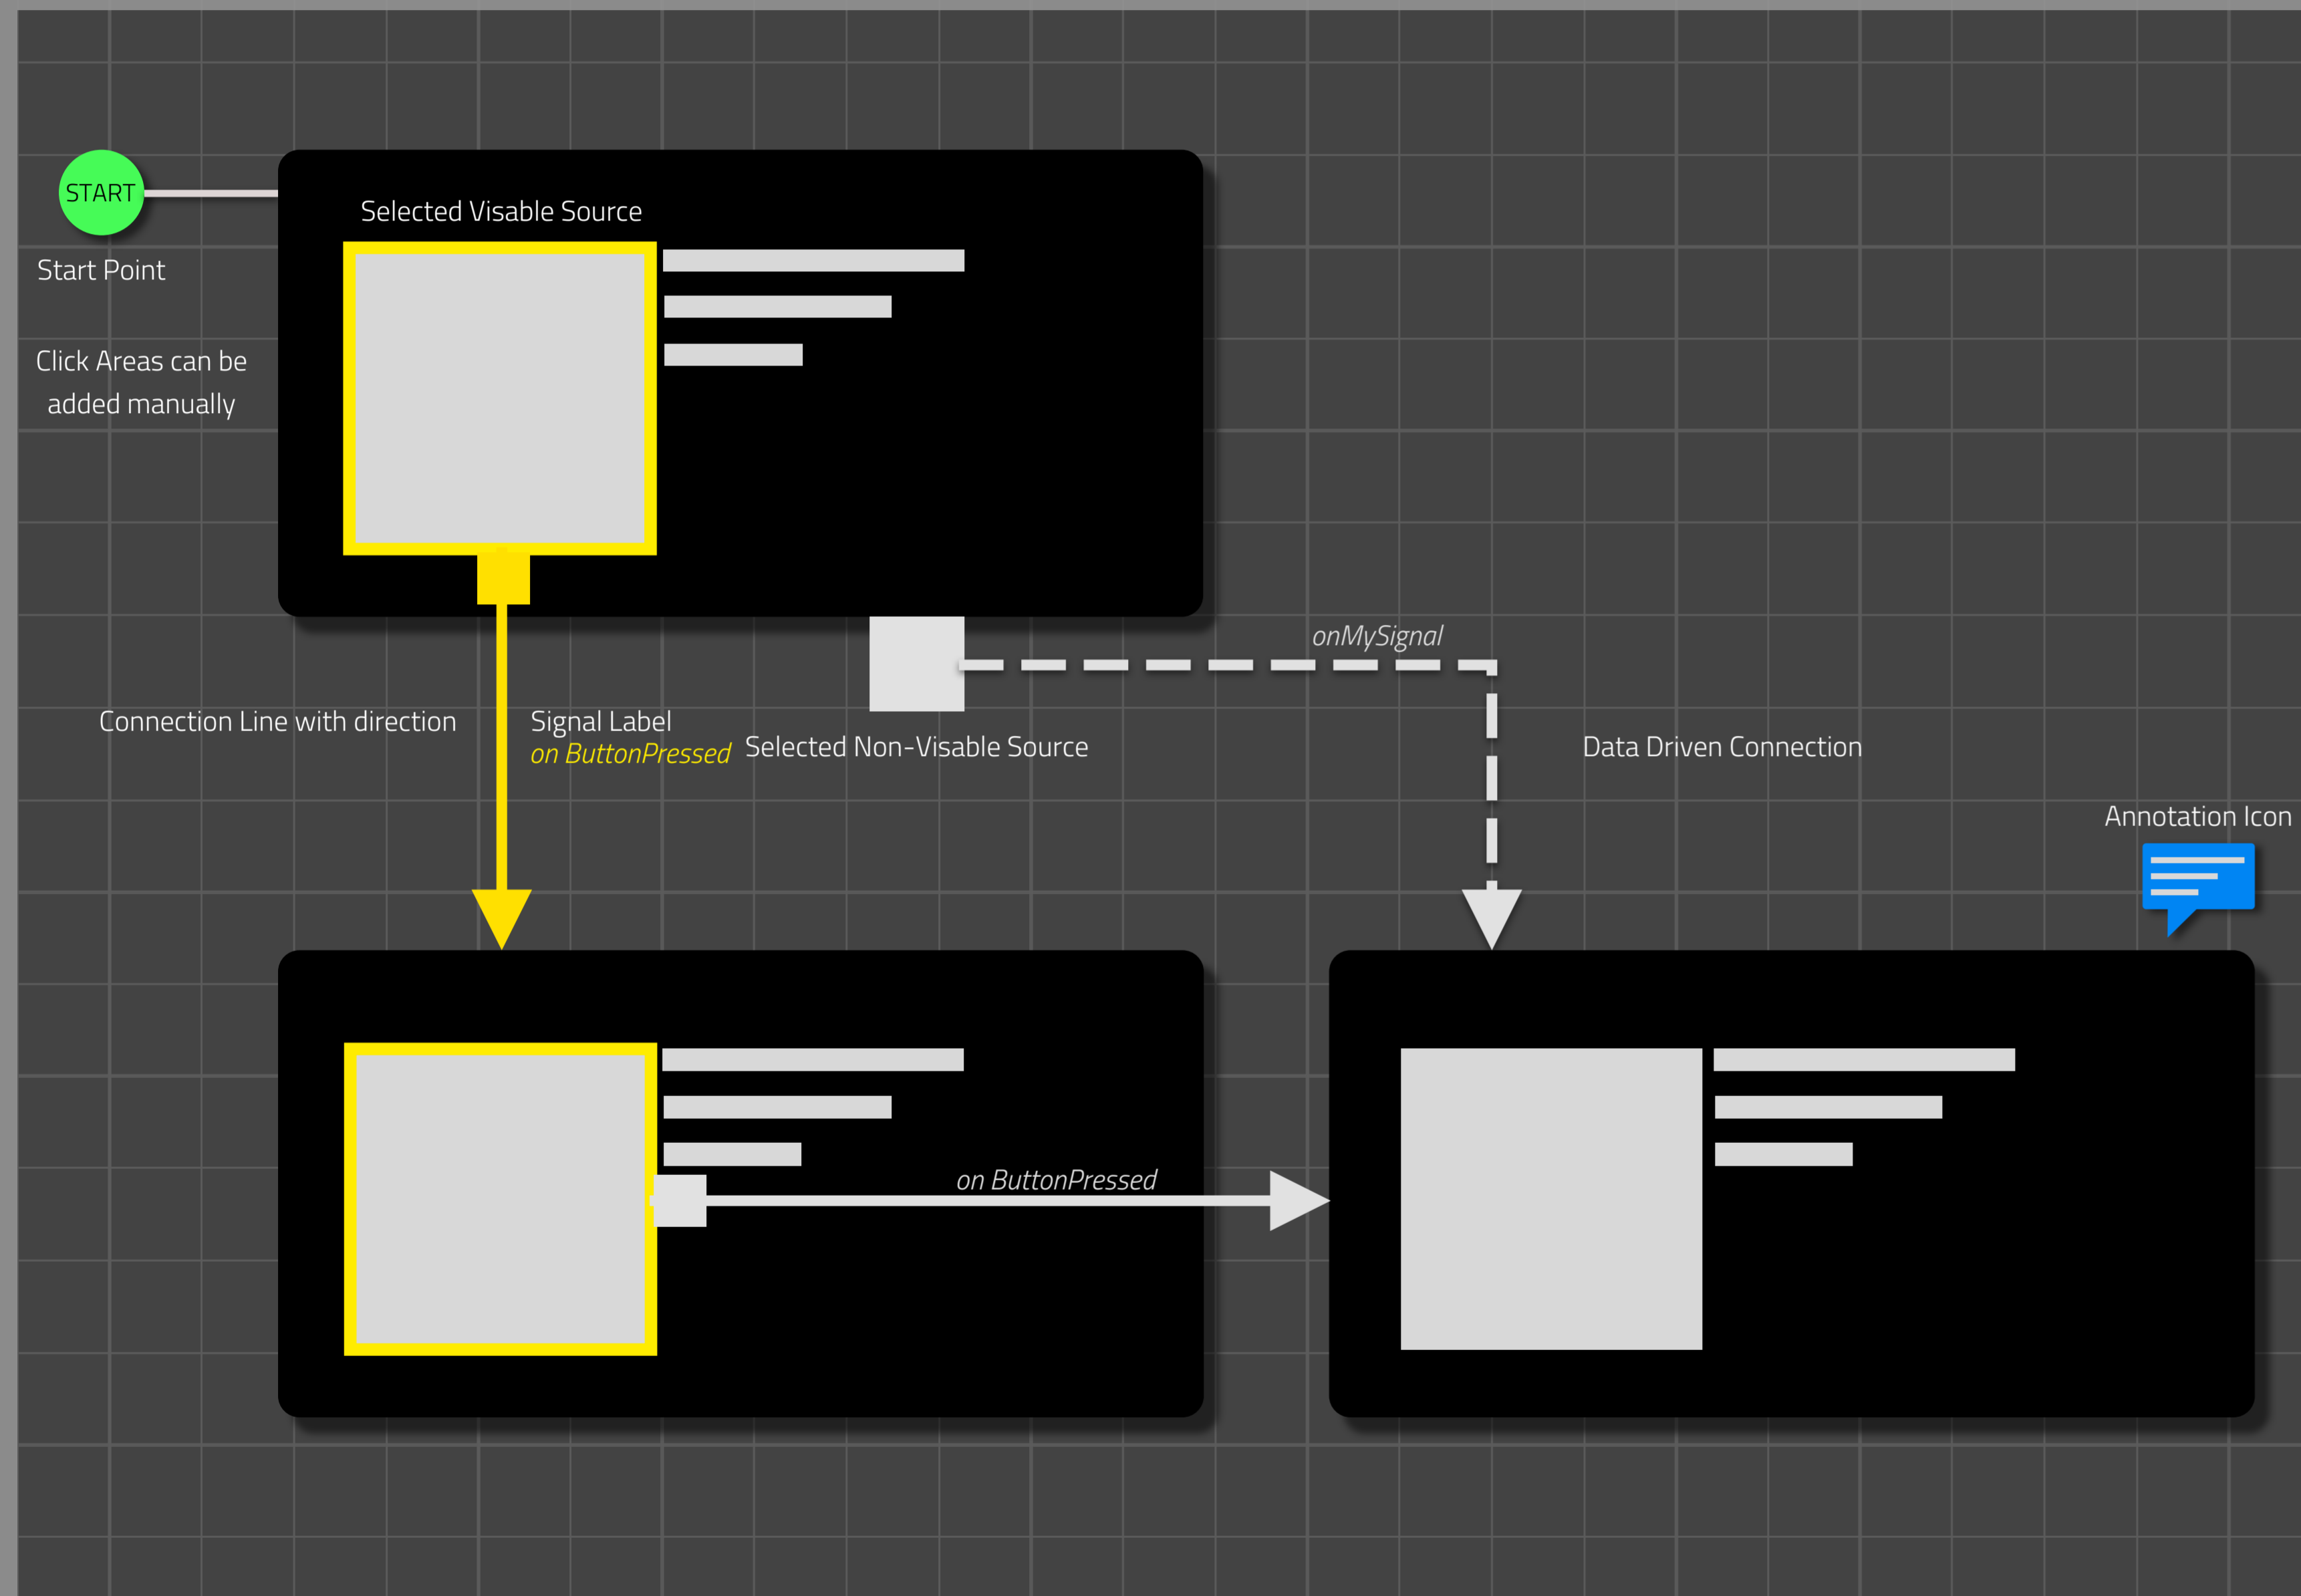 START
Start Point
Click Areas can be
added manually
Selected Visable Source
onMySignal
Connection Line with direction
Signal Label
on ButtonPressed
Selected Non-Visable Source
Data Driven Connection
Annotation Icon
on ButtonPressed